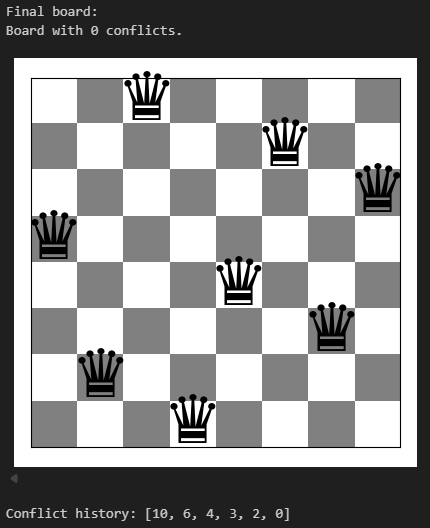 Final board:
Board with 0 conflicts.
Conflict history: [10, 6, 4, 3, 2, 0]